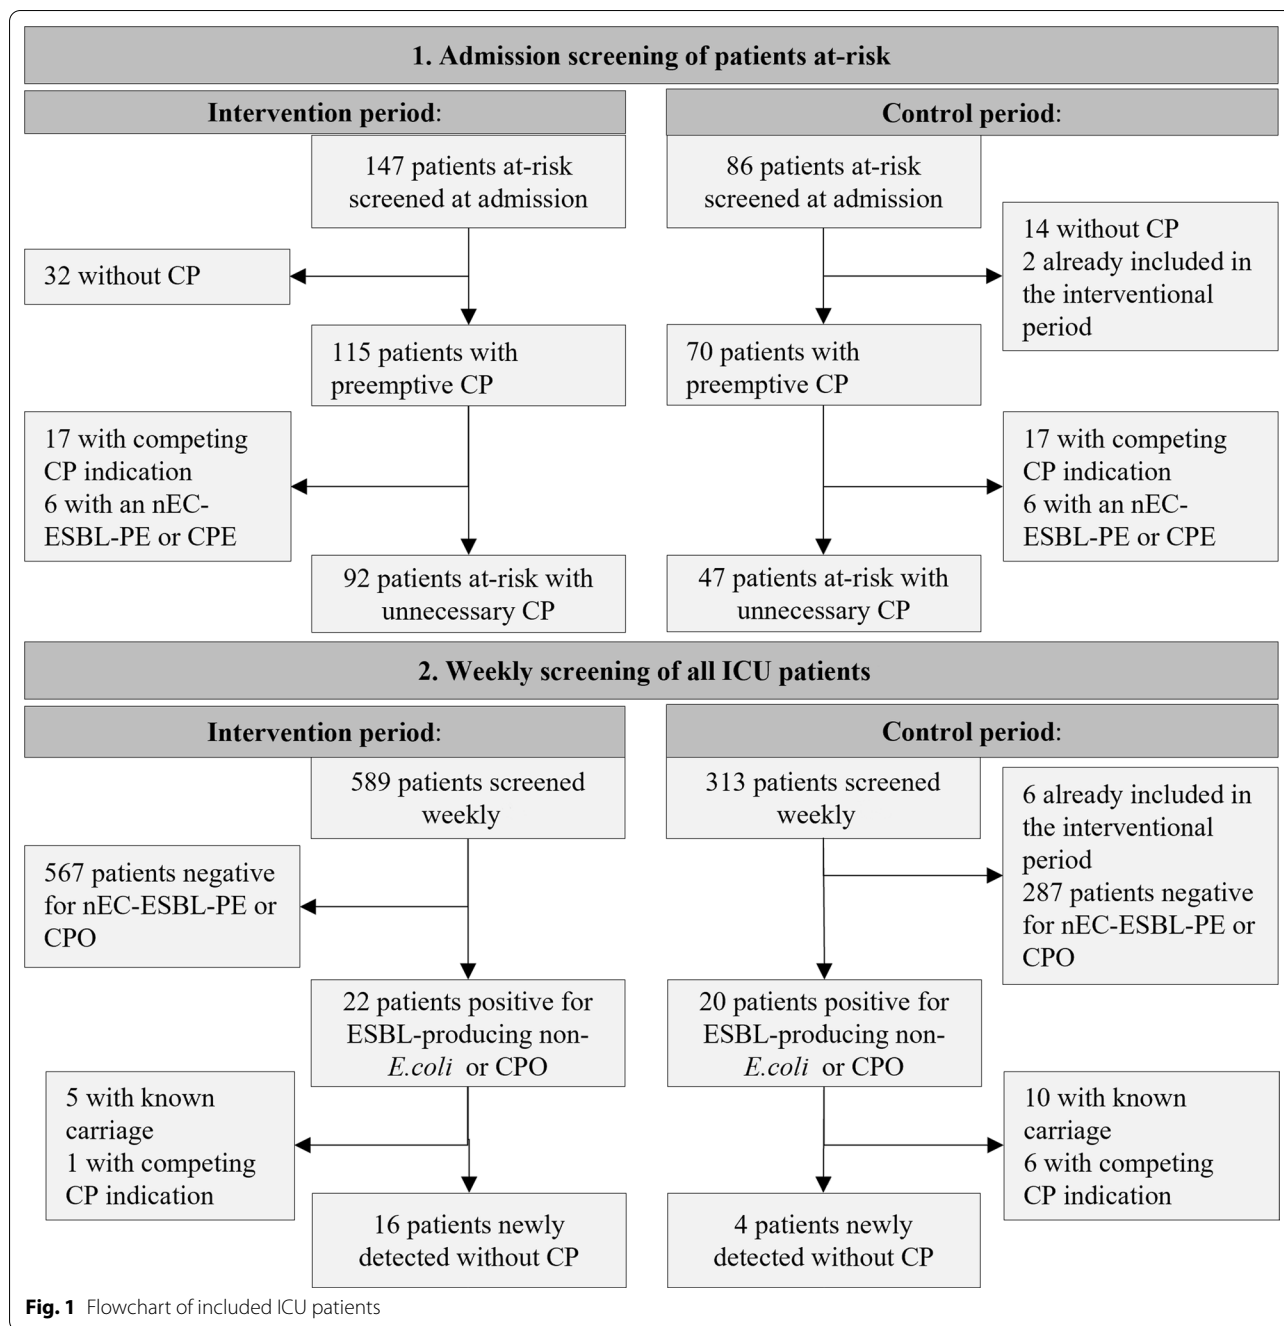 1. Admission screening of patients at-risk
Intervention period:
147 patients at-risk
screened at admission
32 without CP
115 patients with
preemptive CP
17 with competing
CP indication
6 with an nEC-
ESBL-PE or CPE
92 patients at-risk with
unnecessary CP
Control period:
86 patients at-risk
screened at admission
14 without CP
2 already included in
the interventional
period
70 patients with
preemptive CP
17 with competing
CP indication
6 with an nEC-
ESBL-PE or CPE
47 patients at-risk with
unnecessary CP
2. Weekly screening of all ICU patients
Intervention period:
589 patients screened
weekly
567 patients negative
for nEC-ESBL-PE or
CPO
22 patients positive for
ESBL-producing non-
E.coli or CPO
5 with known
carriage
1 with competing
CP indication
16 patients newly
detected without CP
Control period:
313 patients screened
weekly
6 already included in
the interventional
period
287 patients negative
for nEC-ESBL-PE or
CPO
20 patients positive for
ESBL-producing non-
E.coli or CPO
10 with known
carriage
6 with competing
CP indication
4 patients newly
detected without CP
Fig. 1 Flowchart of included ICU patients